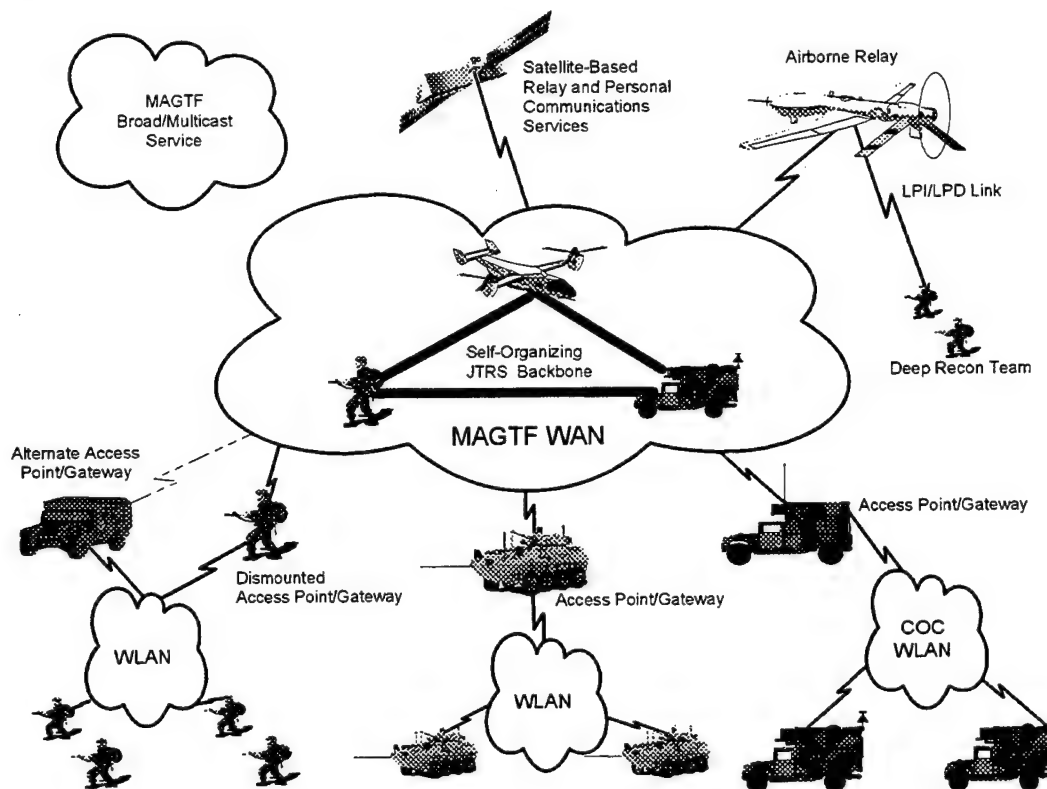 MAGTF
Broad/Multicast
Service
Satellite-Based
Relay and Personal
Communications
Services
Airborne Relay
LPI/LPD Link
Deep Recon Team
Self-Organizing
JTRS Backbone
MAGTF WAN
Alternate Access
Point/Gateway
Dismounted
Access Point/Gateway
Access Point/Gateway
Access Point/Gateway
WLAN
WLAN
COC
WLAN